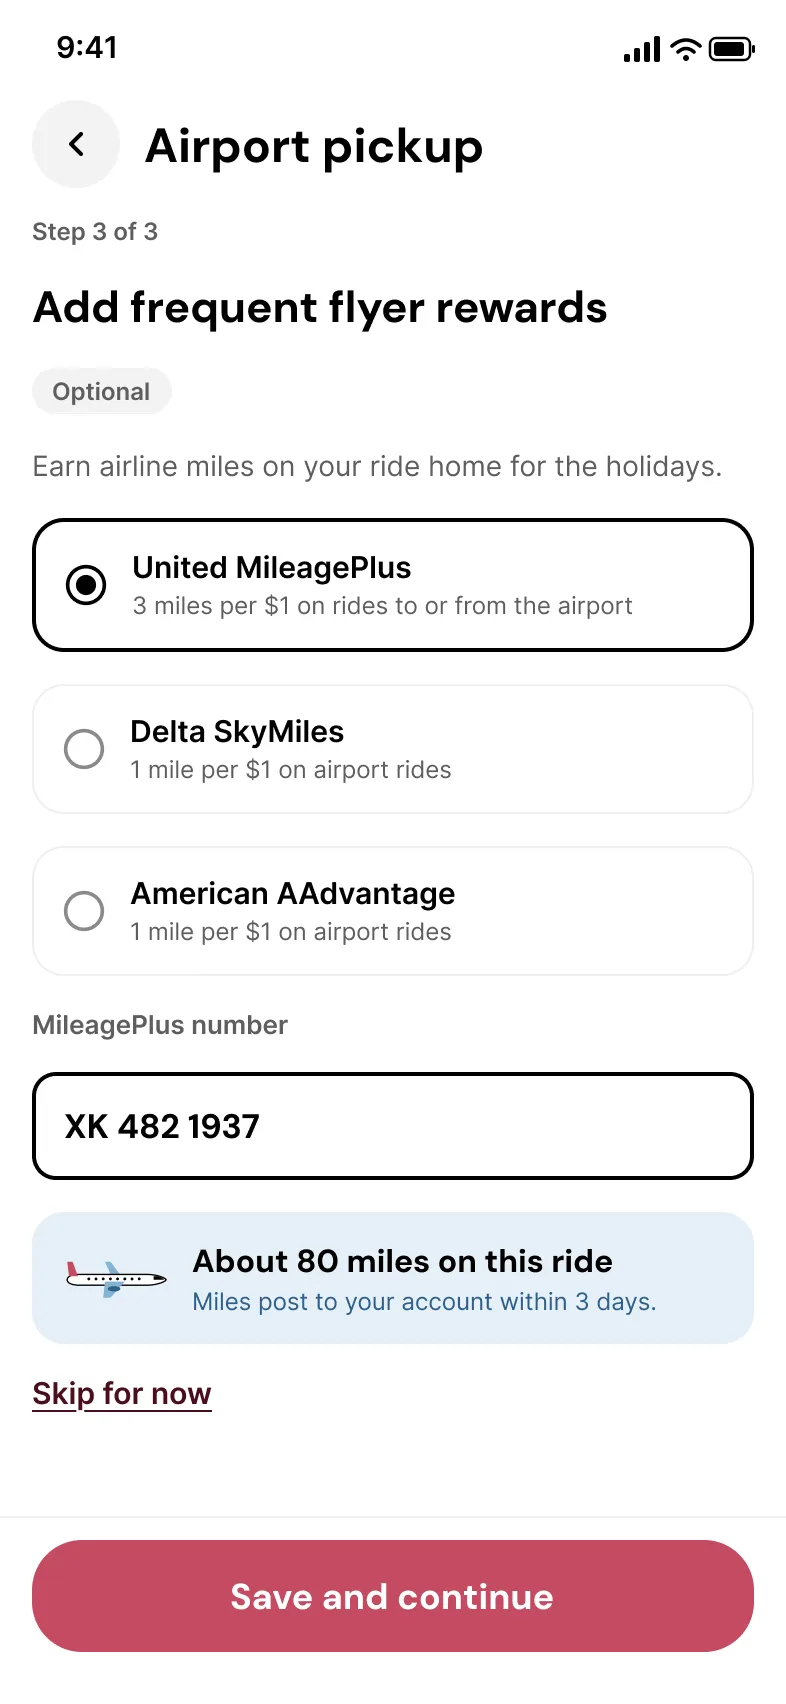 9:41
Airport pickup
Step 3 of 3
Add frequent flyer rewards
Optional
Earn airline miles on your ride home for the holidays.
United MileagePlus
3 miles per $1 on rides to or from the airport
Delta SkyMiles
1 mile per $1 on airport rides
American AAdvantage
1 mile per $1 on airport rides
MileagePlus number
XK 482 1937
About 80 miles on this ride
Miles post to your account within 3 days.
Skip for now
Save and continue